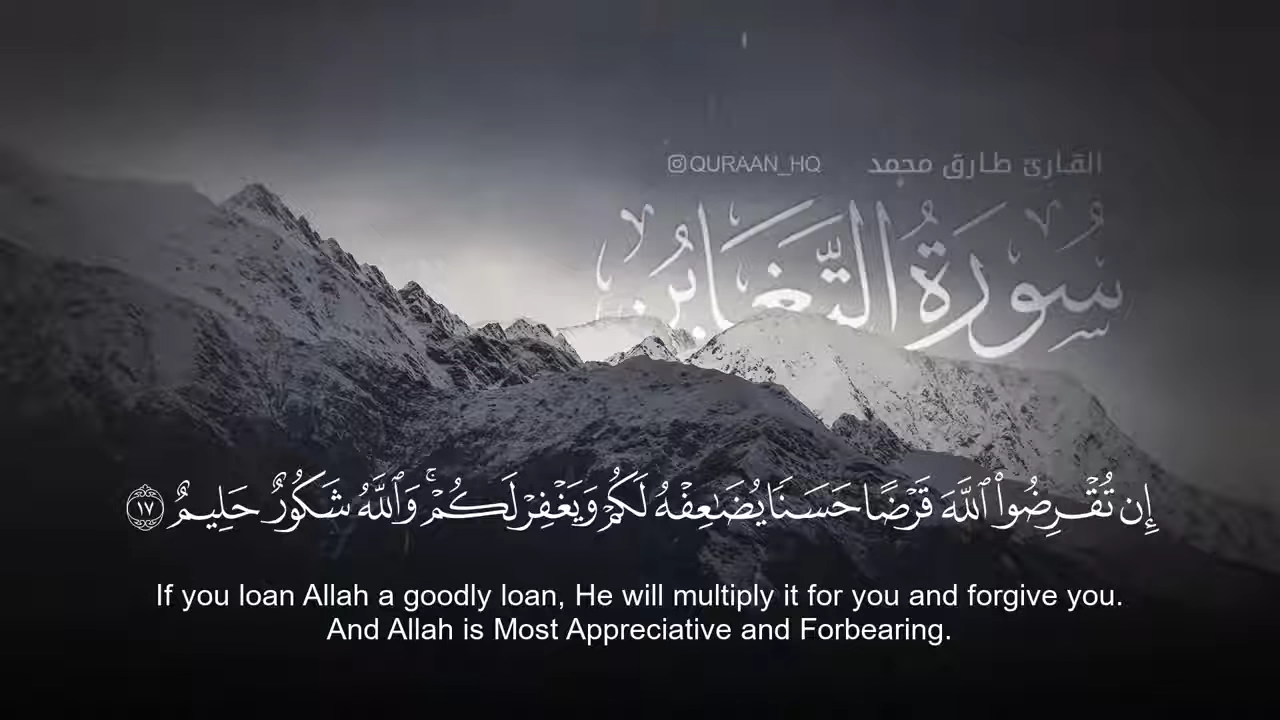 QURAAN_HQ القارئ طارق محمد
سُورَةُ التَّغَابُنِ
إِن تُقْرِضُوا۟ ٱللَّهَ قَرْضًا حَسَنًا يُضَـٰعِفْهُ لَكُمْ وَيَغْفِرْ لَكُمْ ۚ وَٱللَّهُ شَكُورٌ حَلِيمٌ ١٧
If you loan Allah a goodly loan, He will multiply it for you and forgive you.
And Allah is Most Appreciative and Forbearing.